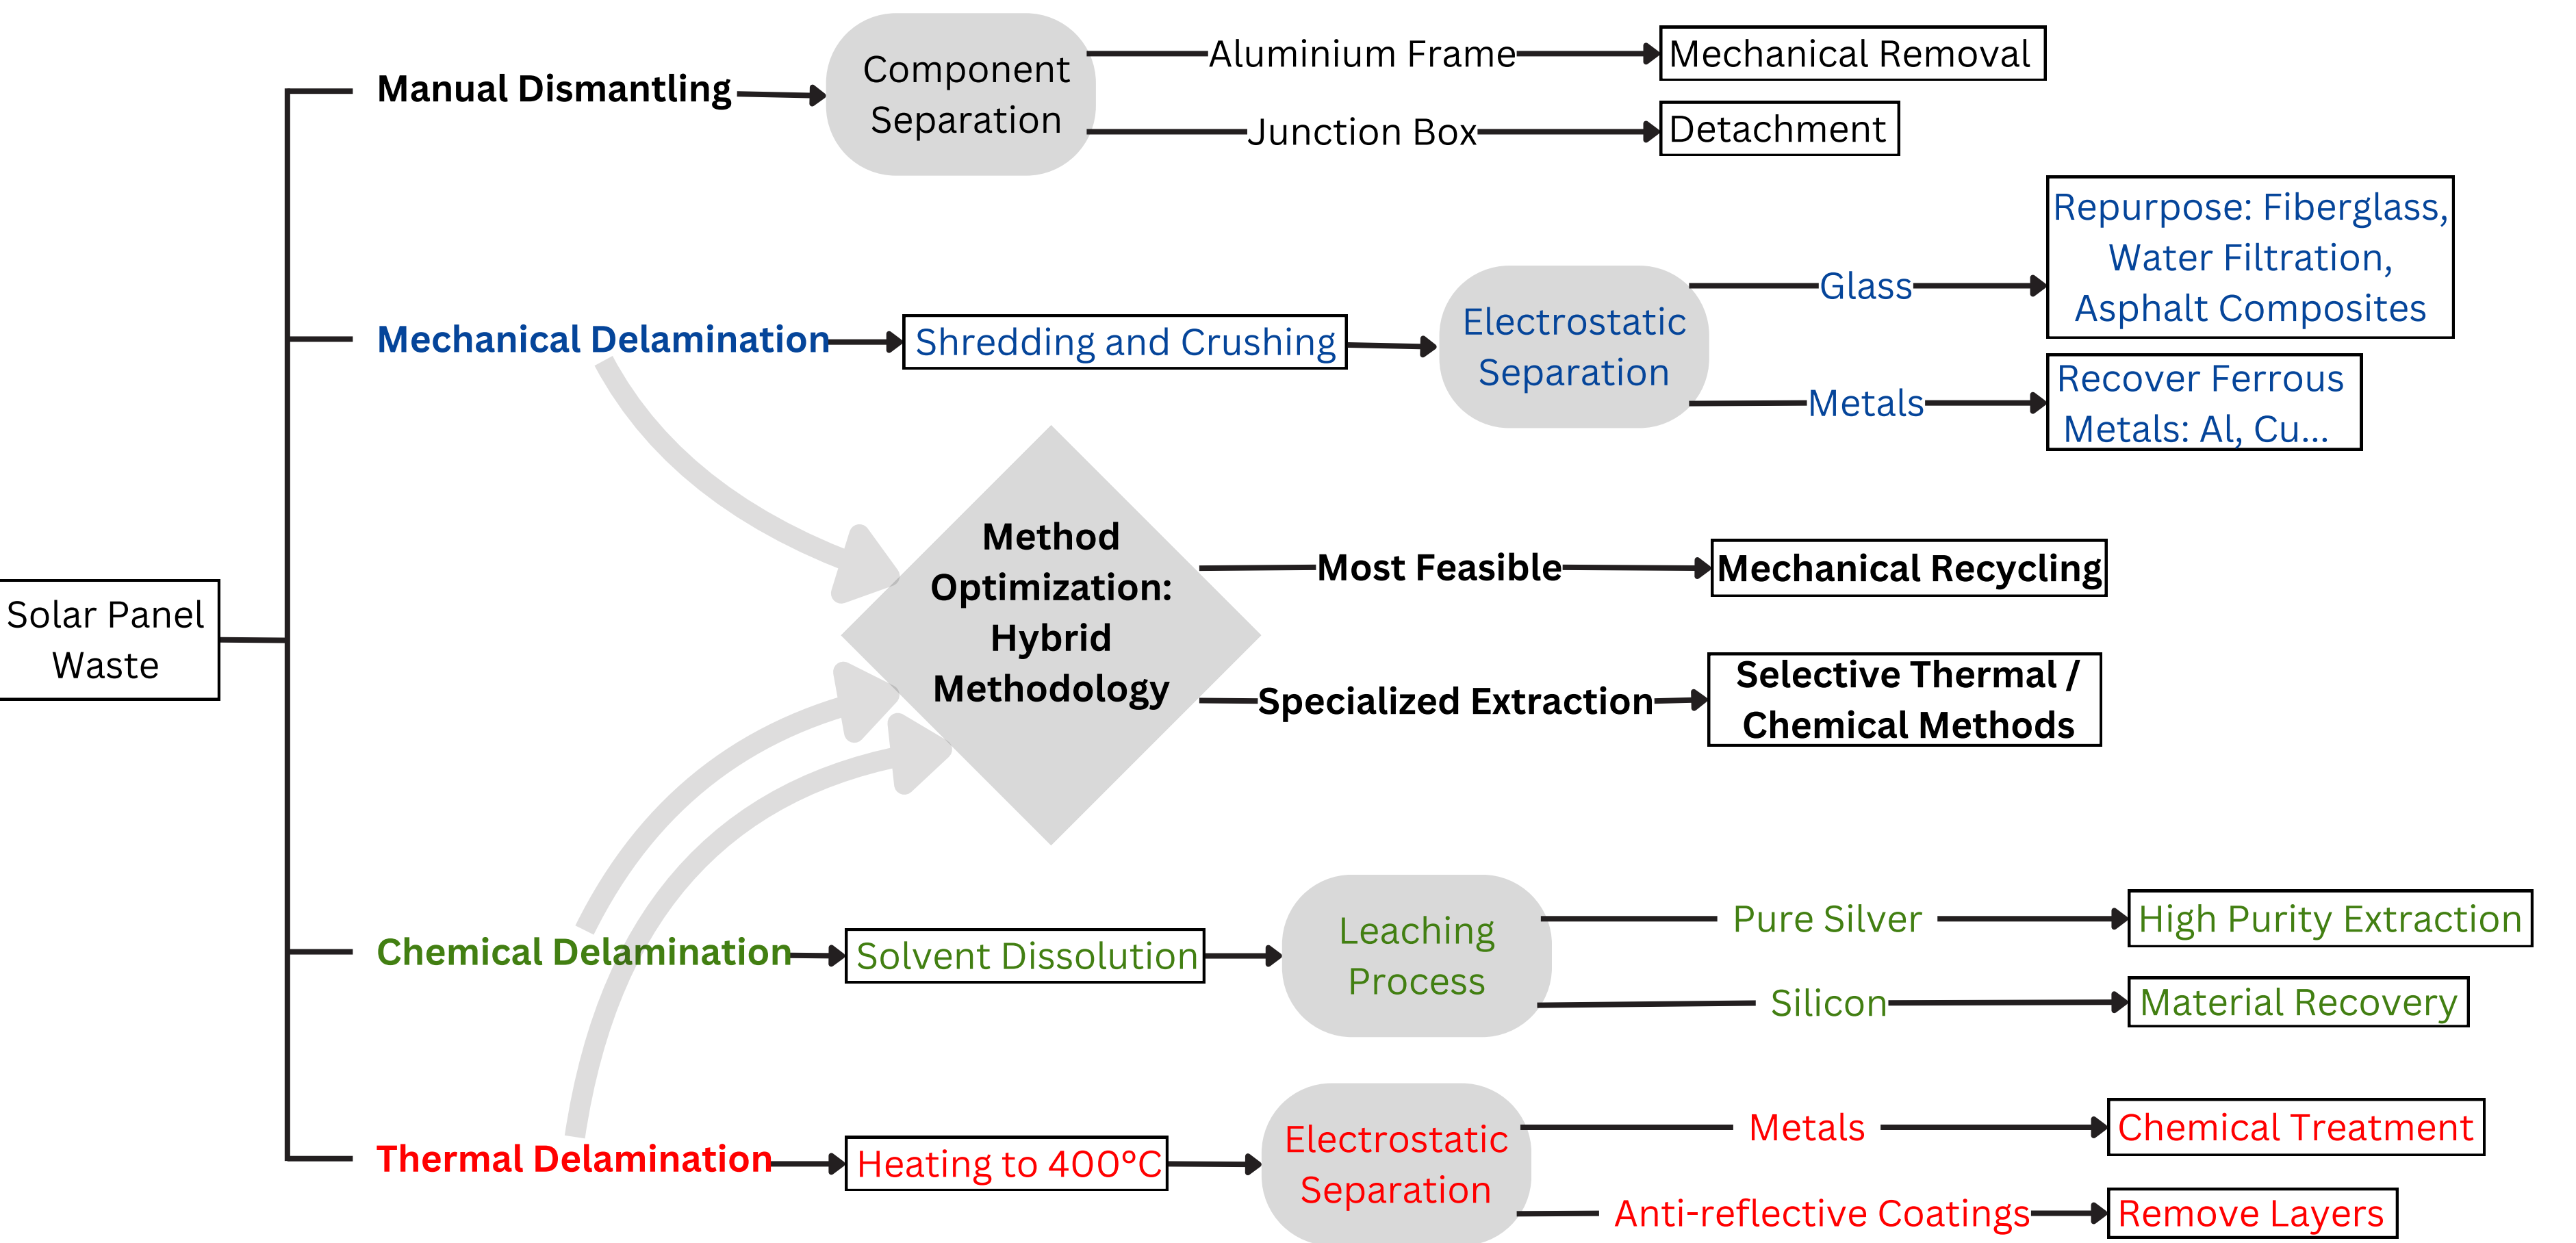 Solar Panel
Waste
Manual Dismantling
Component
Separation
Aluminium Frame
Mechanical Removal
Junction Box
Detachment
Mechanical Delamination
Shredding and Crushing
Electrostatic
Separation
Glass
Repurpose: Fiberglass,
Water Filtration,
Asphalt Composites
Metals
Recover Ferrous
Metals: Al, Cu...
Method
Optimization:
Hybrid
Methodology
Most Feasible
Mechanical Recycling
Specialized Extraction
Selective Thermal /
Chemical Methods
Chemical Delamination
Solvent Dissolution
Leaching
Process
Pure Silver
High Purity Extraction
Silicon
Material Recovery
Thermal Delamination
Heating to 400°C
Electrostatic
Separation
Metals
Chemical Treatment
Anti-reflective Coatings
Remove Layers